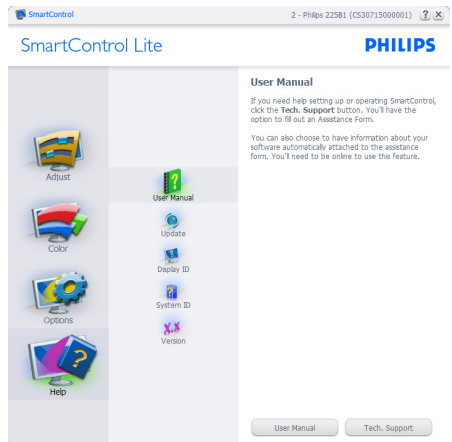 SmartControl
2 - Philips 225B1 (CS30715000001)
? X
SmartControl Lite
PHILIPS
Adjust
Color
Options
?
Help
?
User Manual
Update
Display ID
System ID
X.X
Version
User Manual
If you need help setting up or operating SmartControl,
click the Tech. Support button. You'll have the
option to fill out an Assistance Form.
You can also choose to have information about your
software automatically attached to the assistance
form. You'll need to be online to use this feature.
User Manual
Tech. Support